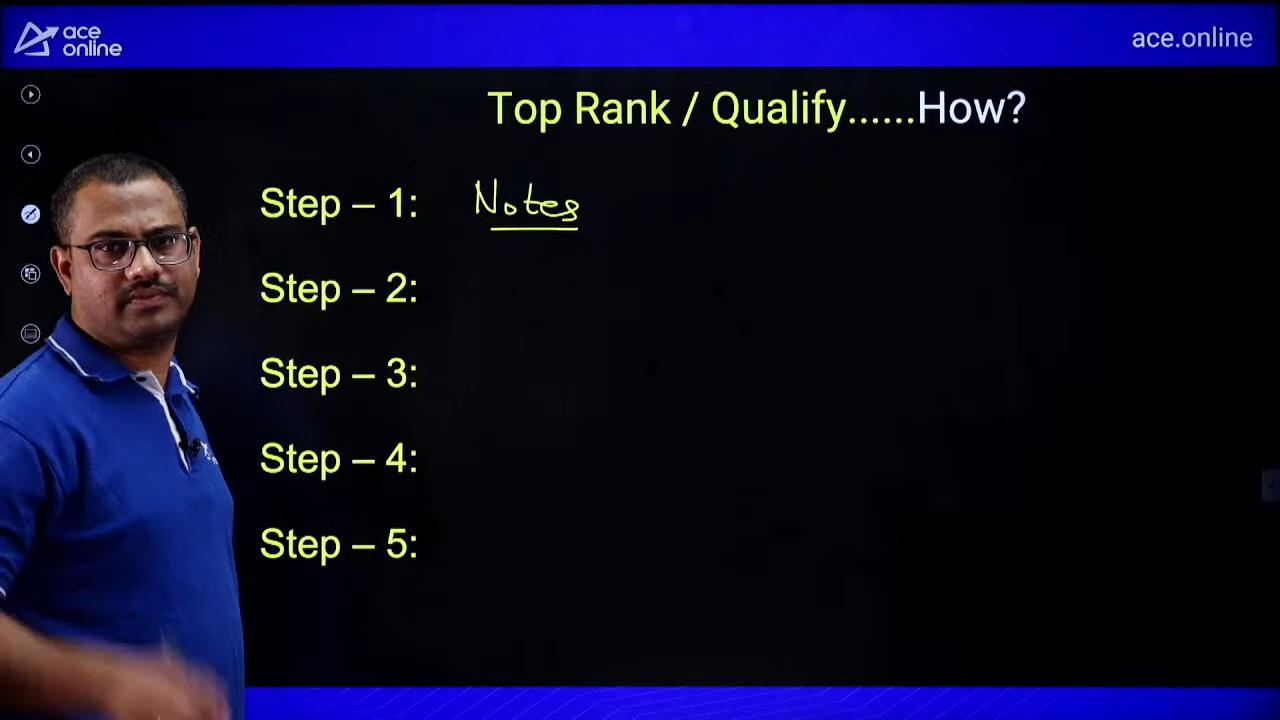 ace
online
ace.online
Top Rank / Qualify......How?
Step – 1: Notes
Step – 2:
Step – 3:
Step – 4:
Step – 5: